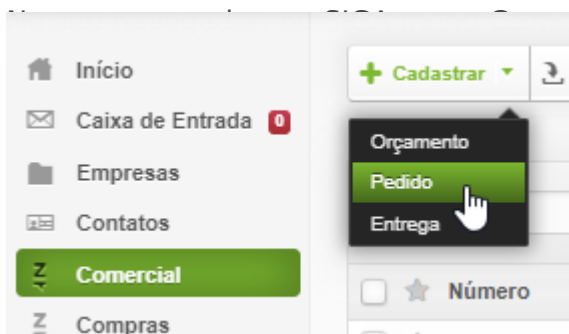 Início
Caixa de Entrada 0
Empresas
Contatos
Comercial
Compras
+ Cadastrar
Orçamento
Pedido
Entrega
Número